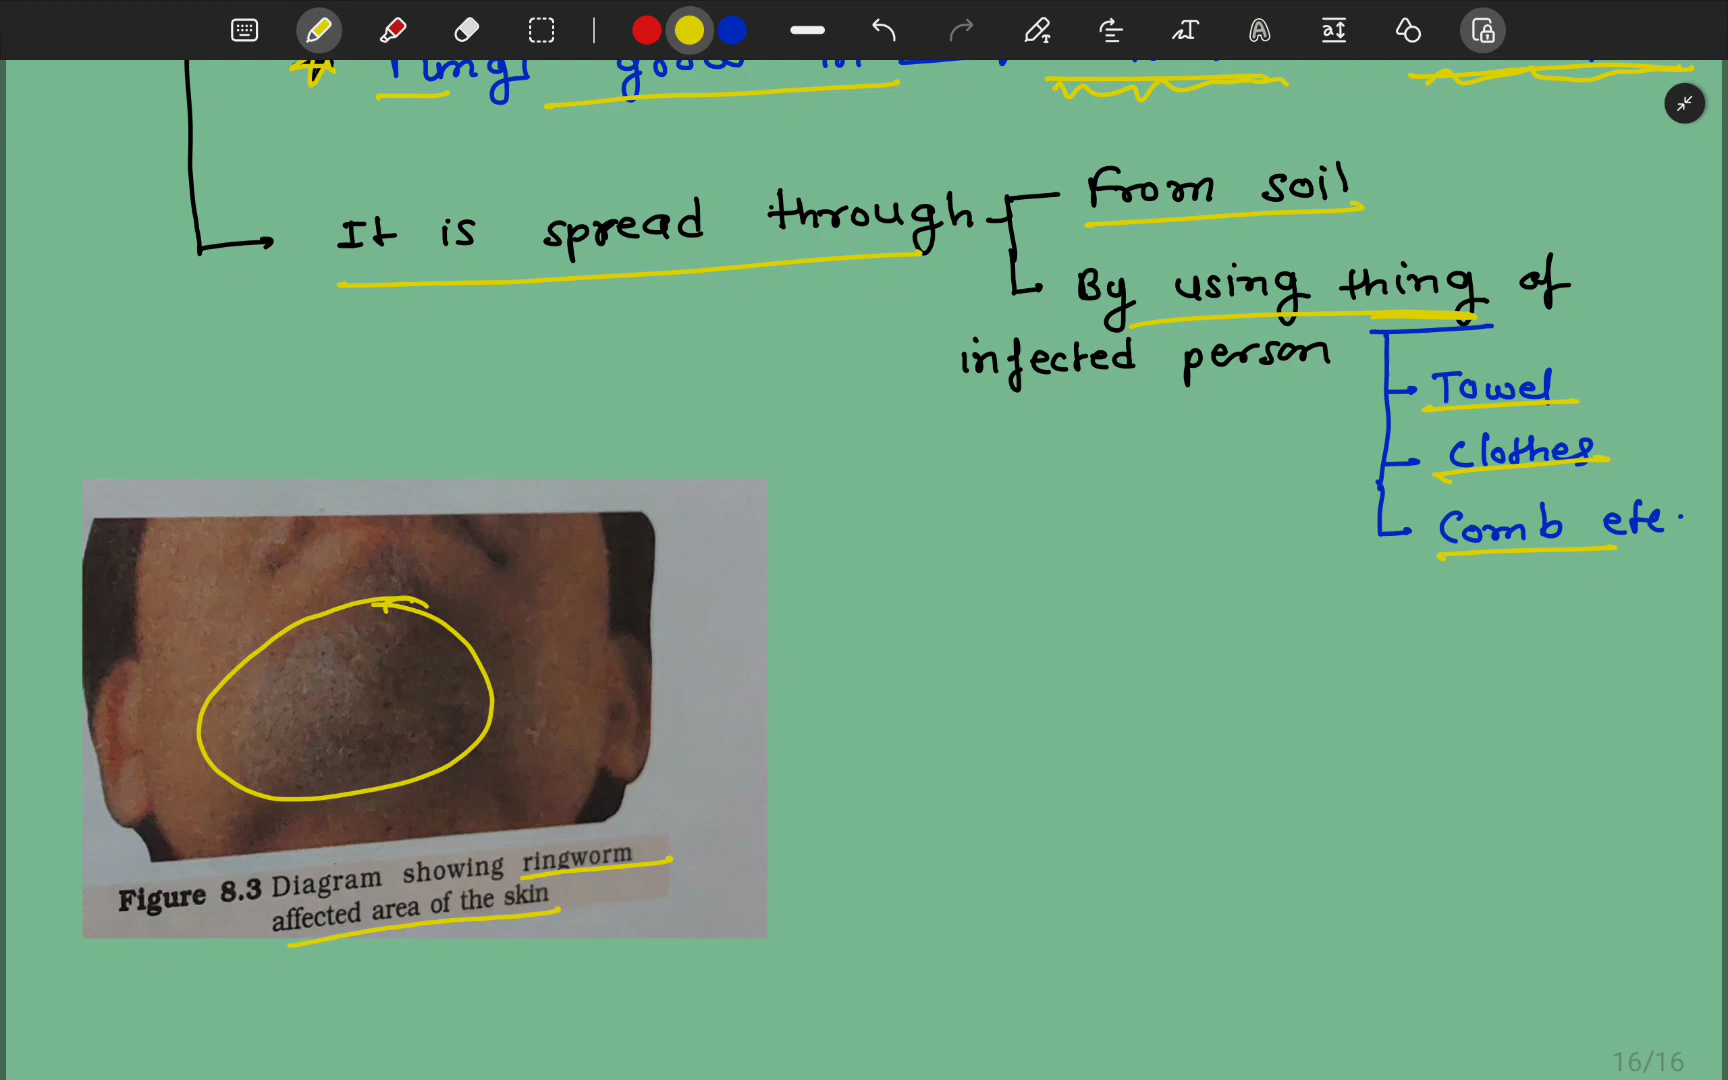 It is spread through
From soil
By using thing of
infected person
Towel
Clothes
Comb etc.
Figure 8.3 Diagram showing ringworm
affected area of the skin
16/16